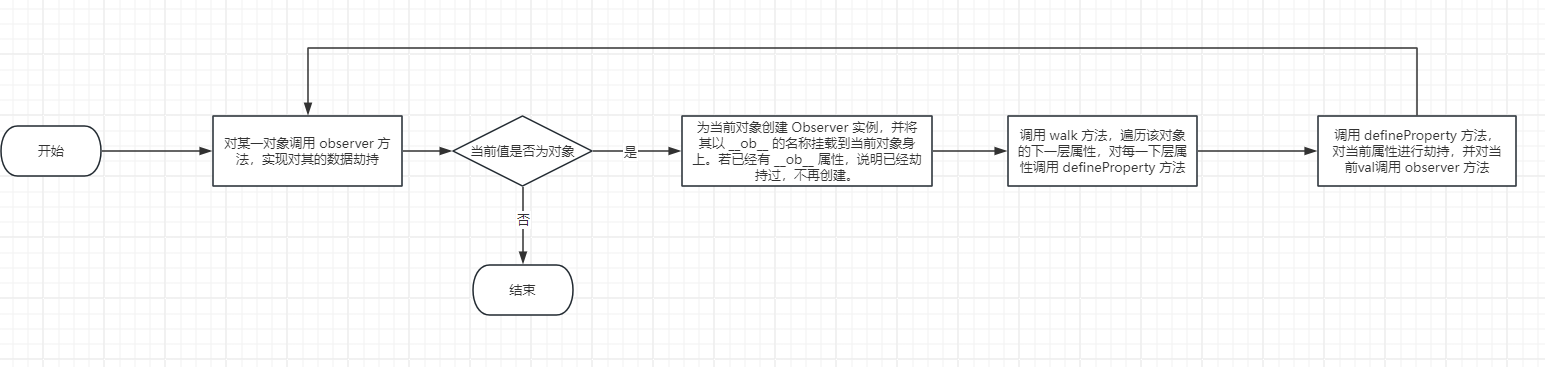 开始
对某一对象调用 observer 方
法，实现对其的数据劫持
当前值是否为对象
是
为当前对象创建 Observer 实例，并将
其以 __ob__ 的名称挂载到当前对象身
上。若已经有 __ob__ 属性，说明已经劫
持过，不再创建。
调用 walk 方法，遍历该对象
的下一层属性，对每一下层属
性调用 defineProperty 方法
调用 defineProperty 方法，
对当前属性进行劫持，并对当
前val调用 observer 方法
否
结束